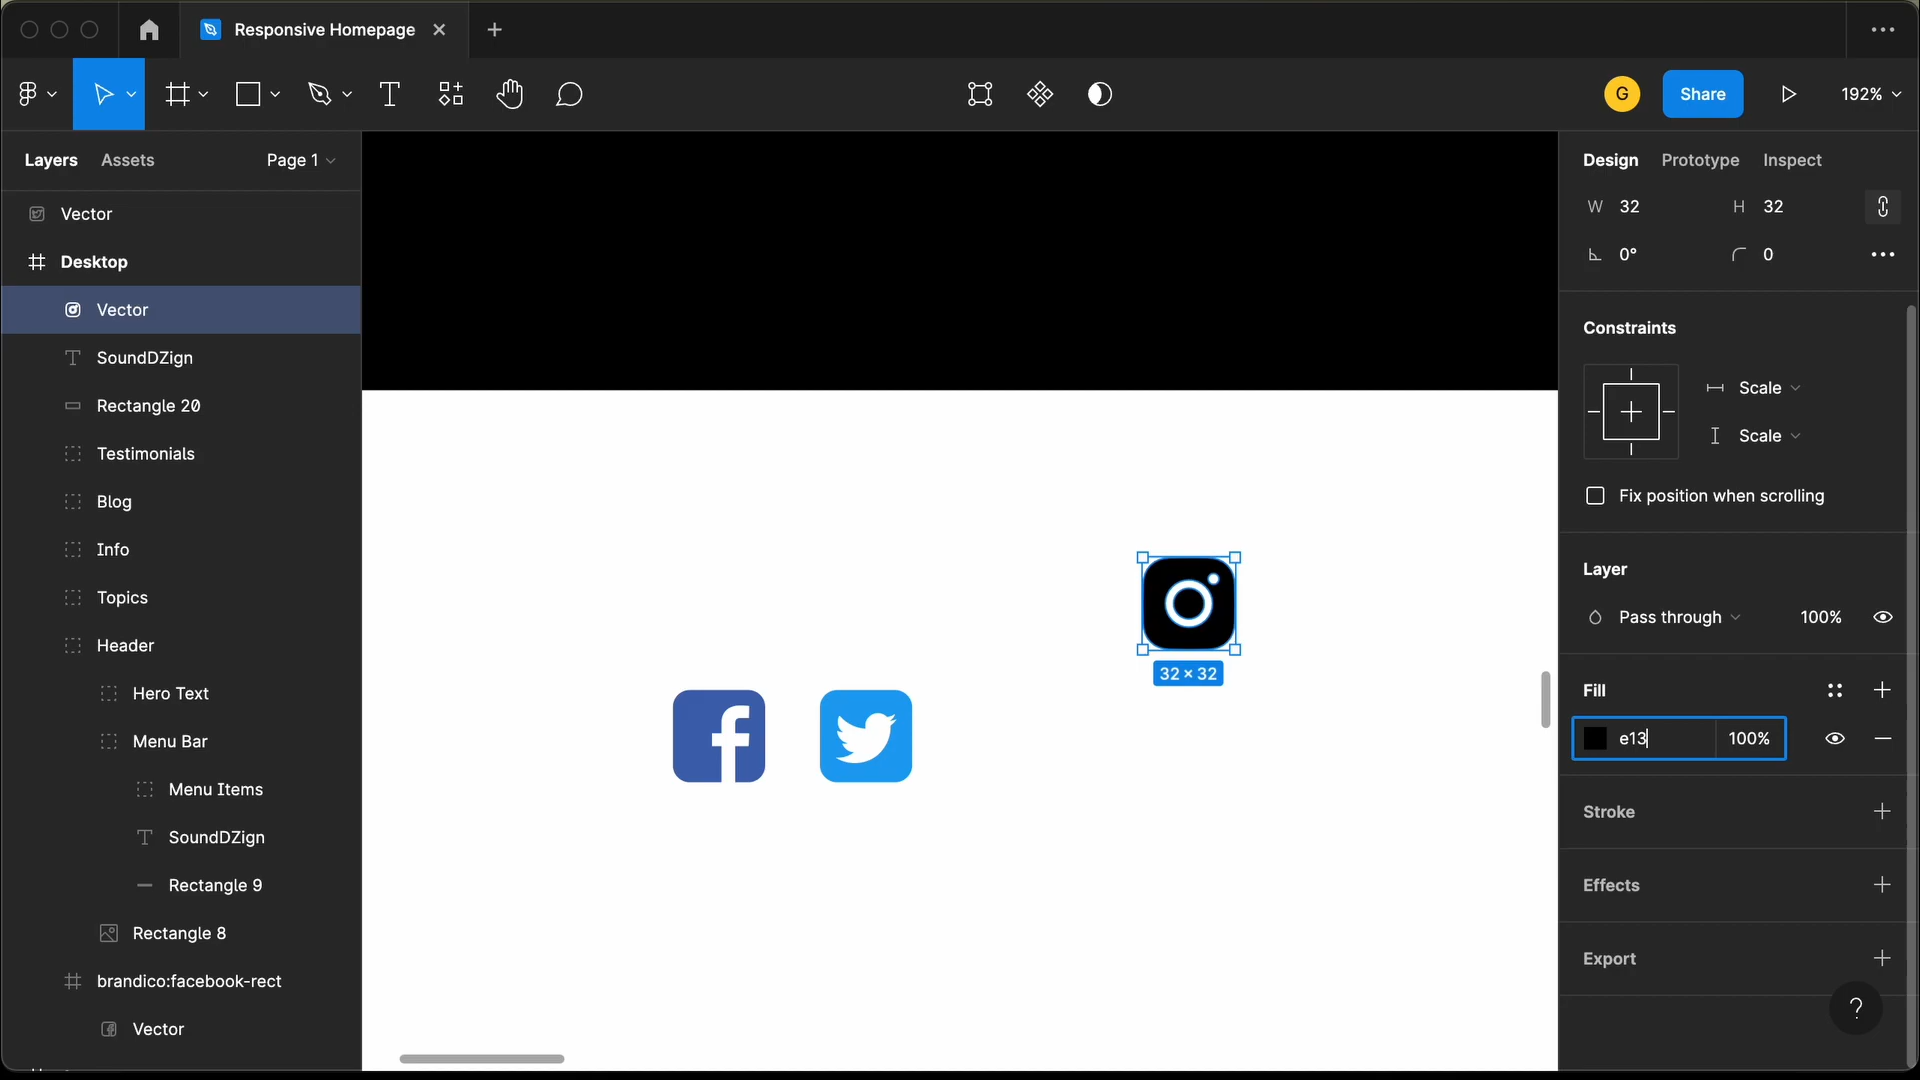 Responsive Homepage
G
Share
192%
Layers
Assets
Page 1
Design
Prototype
Inspect
Vector
W 32
H 32
Desktop
0°
0
Vector
Constraints
SoundDZign
Scale
Rectangle 20
Scale
Testimonials
Fix position when scrolling
Blog
Info
Layer
Topics
Pass through
100%
Header
32 × 32
Hero Text
Fill
Menu Bar
e13
100%
Menu Items
Stroke
SoundDZign
Rectangle 9
Effects
Rectangle 8
Export
brandico:facebook-rect
?
Vector